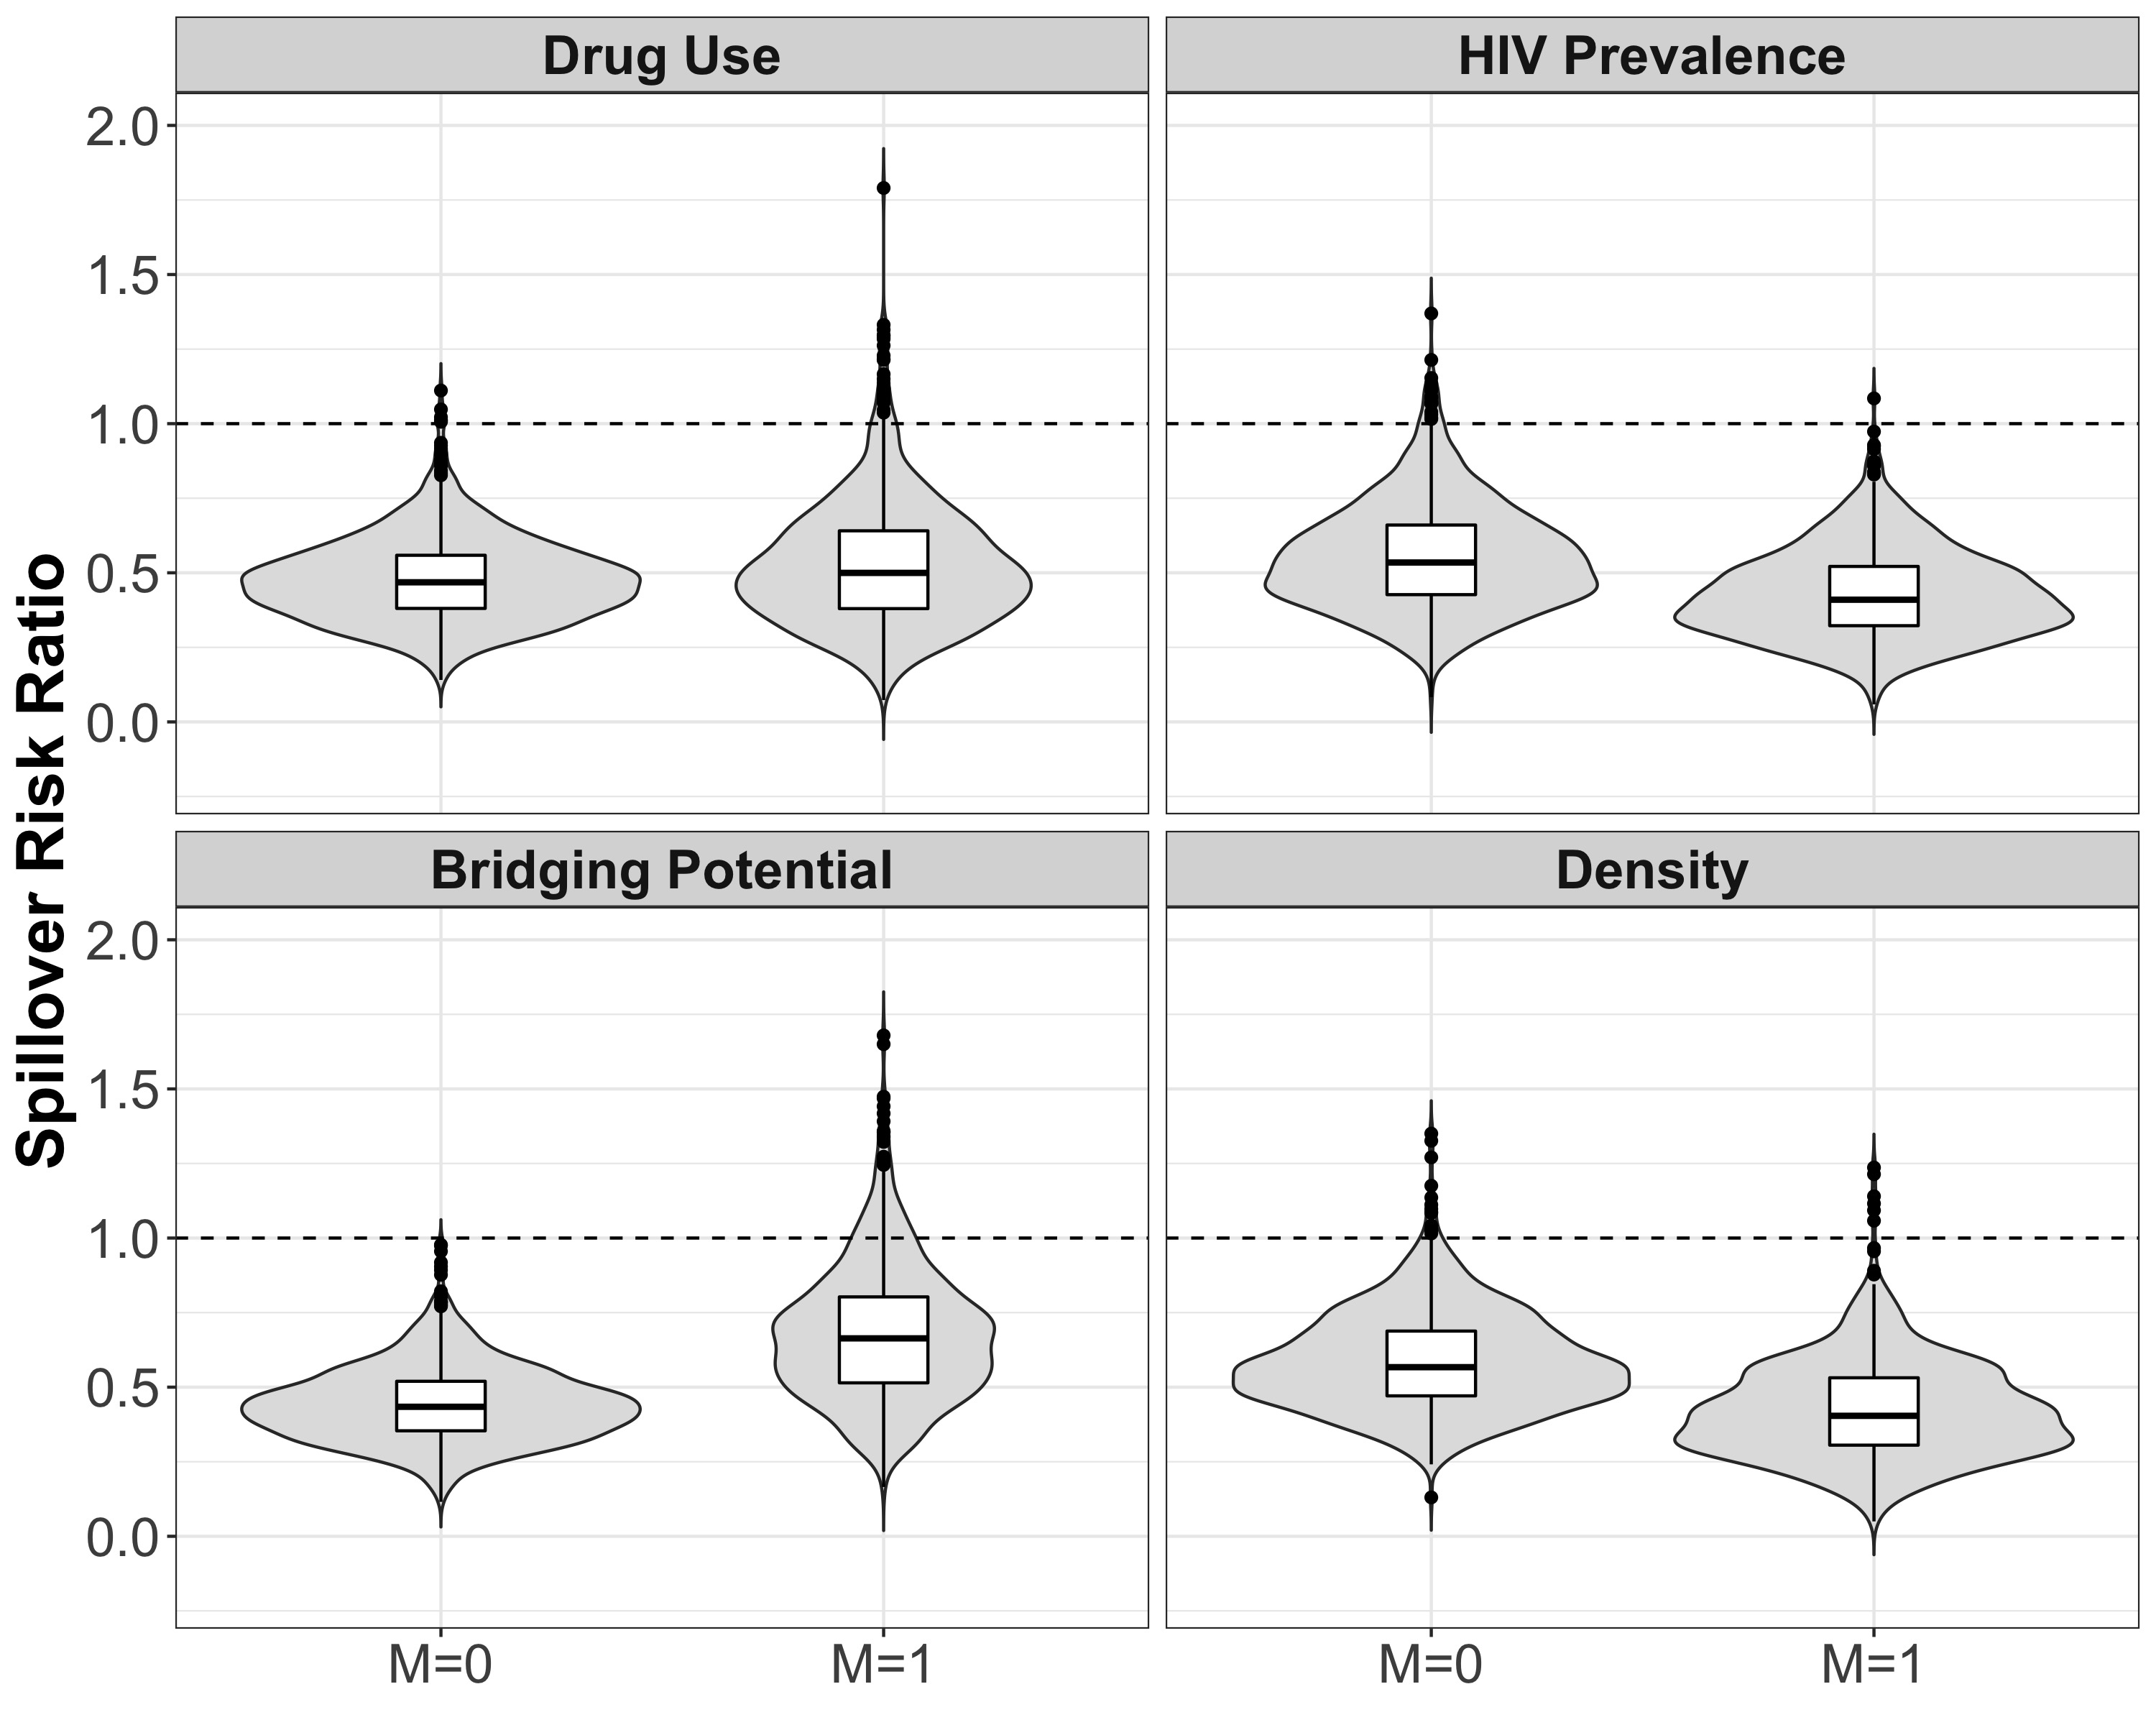 Spillover Risk Ratio
Drug Use
HIV Prevalence
2.0
1.5
1.0
0.5
0.0
Bridging Potential
Density
2.0
1.5
1.0
0.5
0.0
M=0
M=1
M=0
M=1